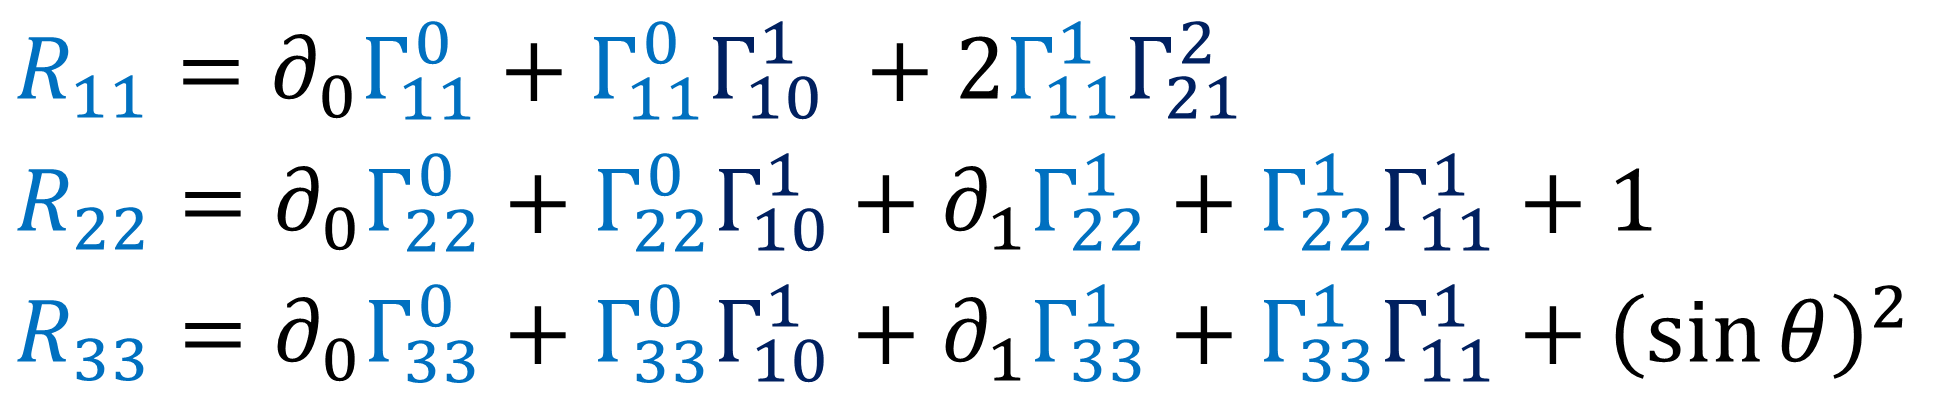 R₁₁ = ∂₀Γ⁰₁₁ + Γ⁰₁₁Γ¹₁₀ + 2Γ¹₁₁Γ²₂₁
R₂₂ = ∂₀Γ⁰₂₂ + Γ⁰₂₂Γ¹₁₀ + ∂₁Γ¹₂₂ + Γ¹₂₂Γ¹₁₁ + 1
R₃₃ = ∂₀Γ⁰₃₃ + Γ⁰₃₃Γ¹₁₀ + ∂₁Γ¹₃₃ + Γ¹₃₃Γ¹₁₁ + (sin θ)²